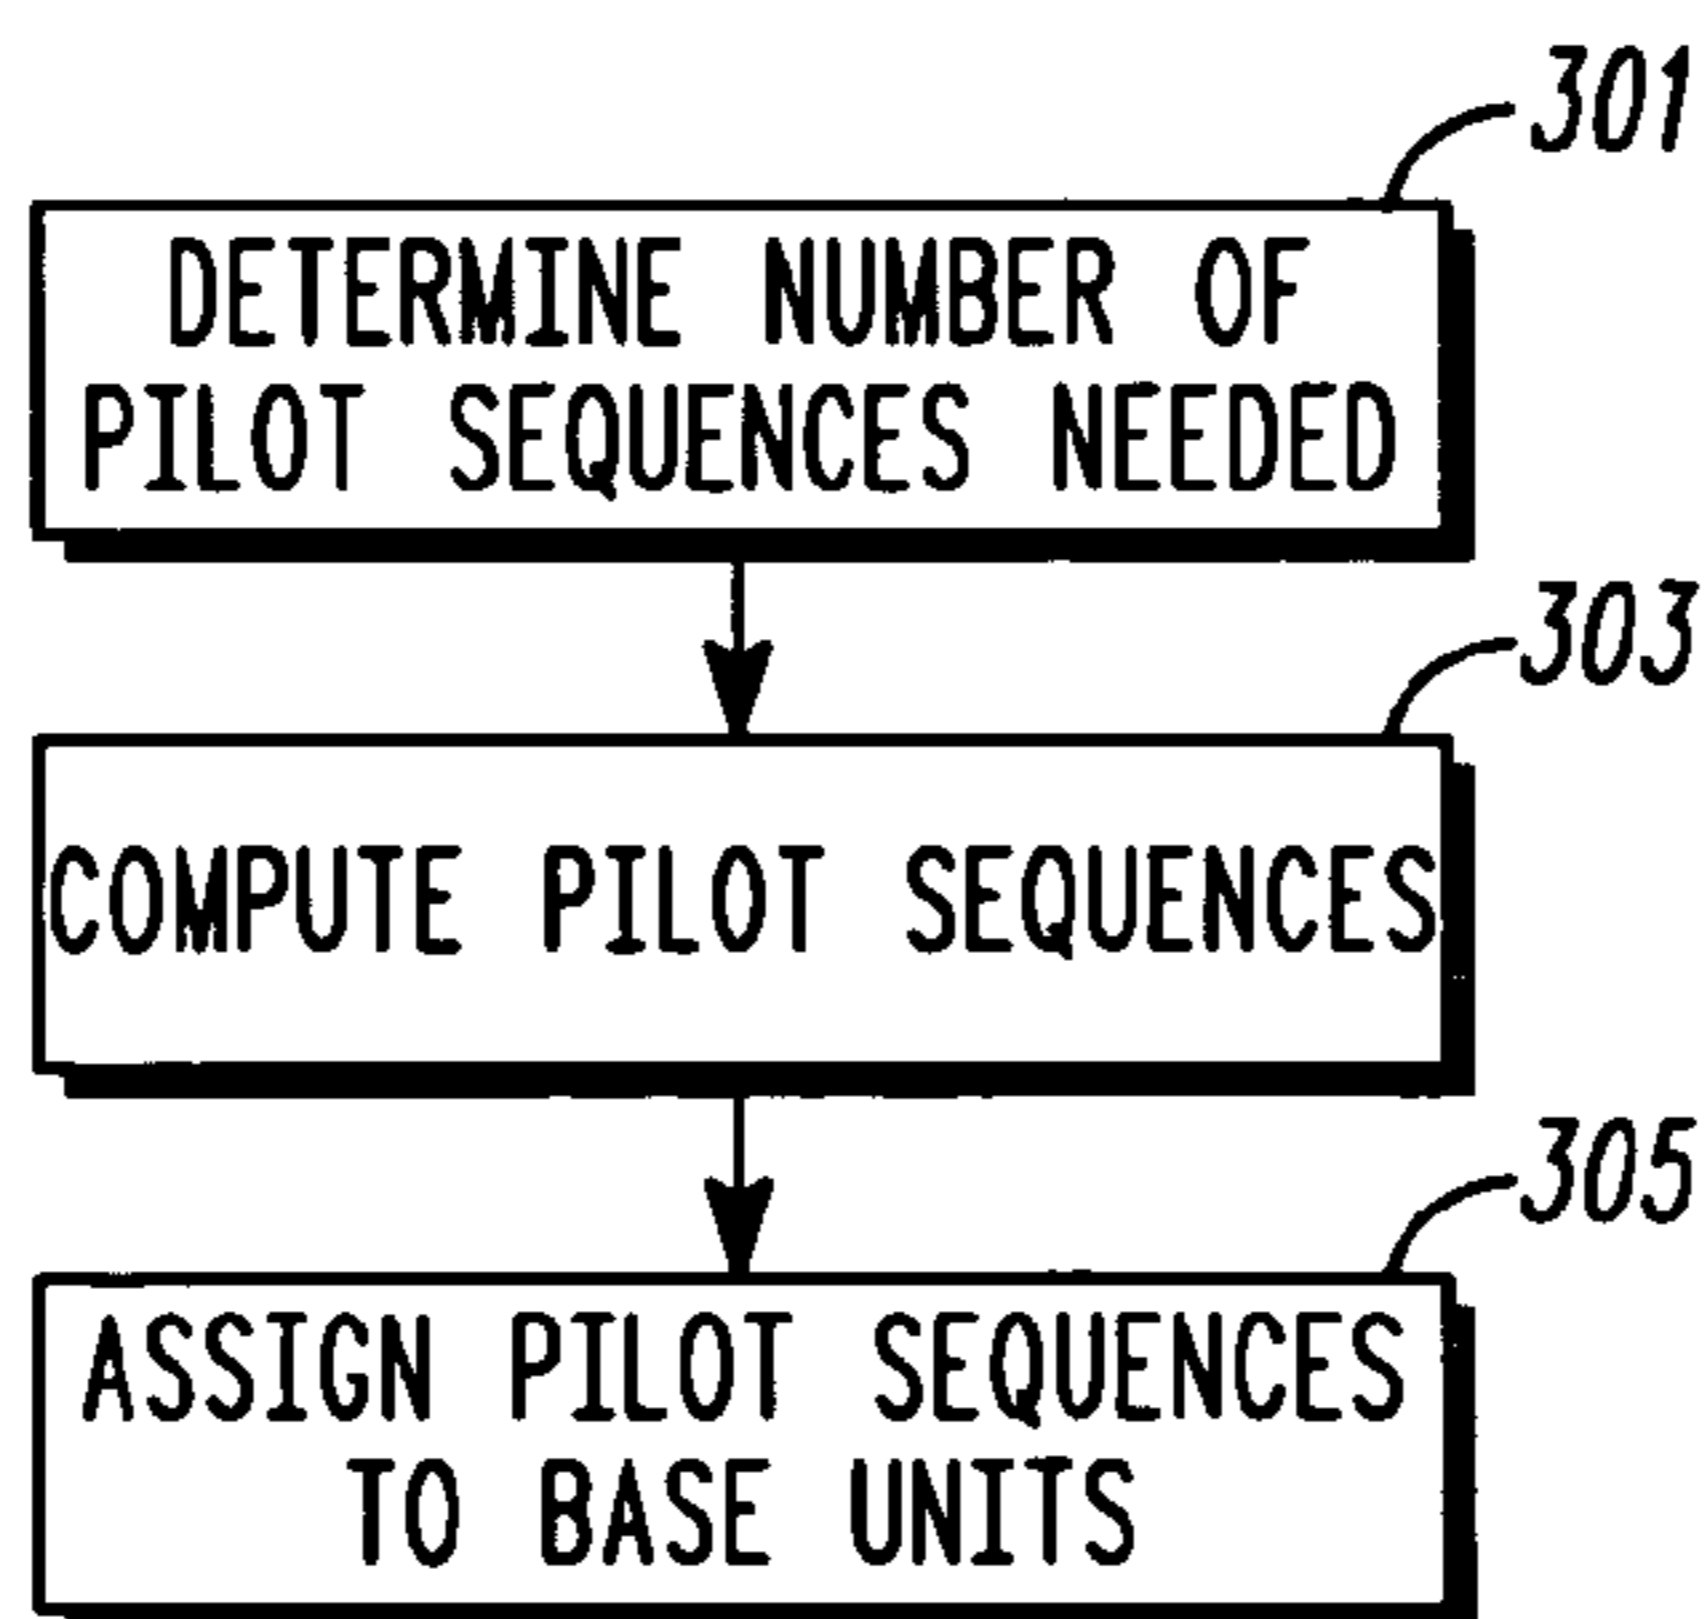 301
DETERMINE NUMBER OF
PILOT SEQUENCES NEEDED
303
COMPUTE PILOT SEQUENCES
305
ASSIGN PILOT SEQUENCES
TO BASE UNITS